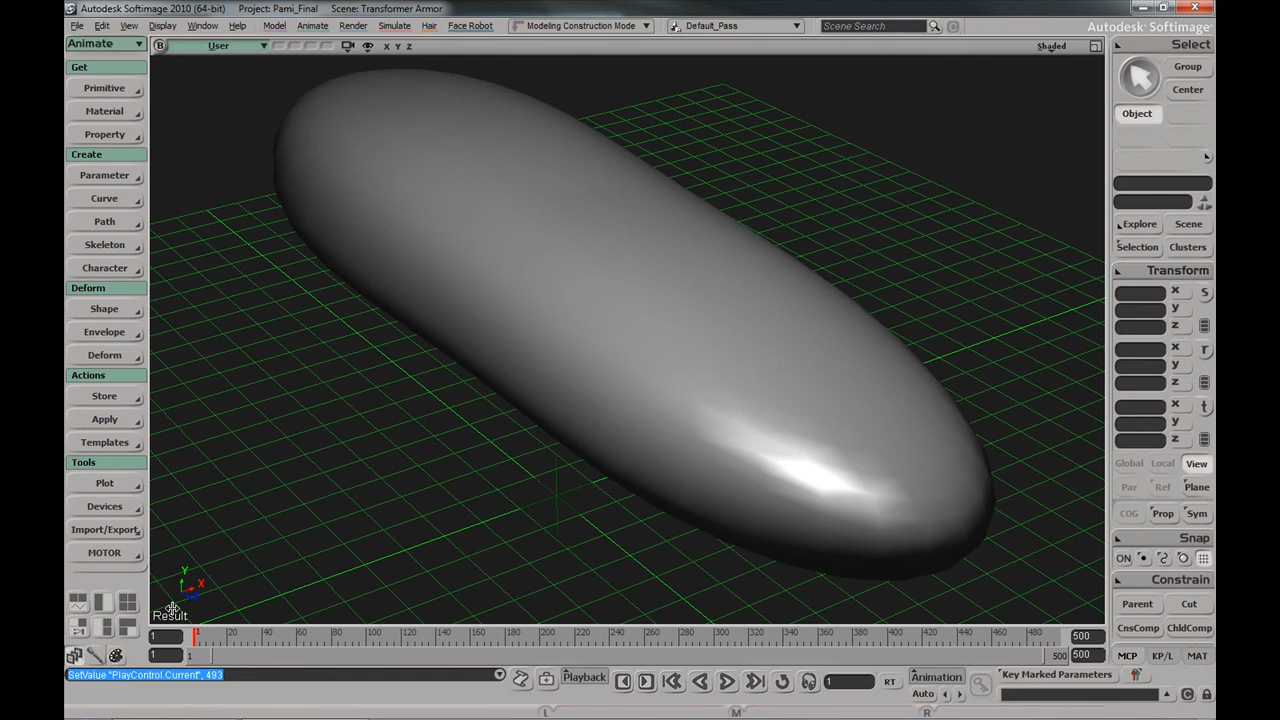 Autodesk Softimage 2010 (64-bit) Project: Pami_Final Scene: Transformer Armor
File Edit View Display Window Help Model Animate Render Simulate Hair Face Robot Modeling Construction Mode Default_Pass Scene Search C Autodesk® Softimage®
Animate B User X Y Z Shaded Select
Get
Primitive
Material
Property
Create
Parameter
Curve
Path
Skeleton
Character
Deform
Shape
Envelope
Deform
Actions
Store
Apply
Templates
Tools
Plot
Devices
Import/Export
MOTOR
Group
Center
Object
Explore Scene
Selection Clusters
Transform
x s
y
z
x r
y
z
x t
y
z
Global Local View
Par Ref Plane
COG Prop Sym
Snap
ON
Constrain
Parent Cut
CnsComp ChldComp
MCP KP/L MAT
Y
X
Result
1 1 20 40 60 80 100 120 140 160 180 200 220 240 260 280 300 320 340 360 380 400 420 440 460 480 500
1 1 500 500
SetValue "PlayControl.Current", 493
Playback 1 RT Animation Auto Key Marked Parameters
L M R